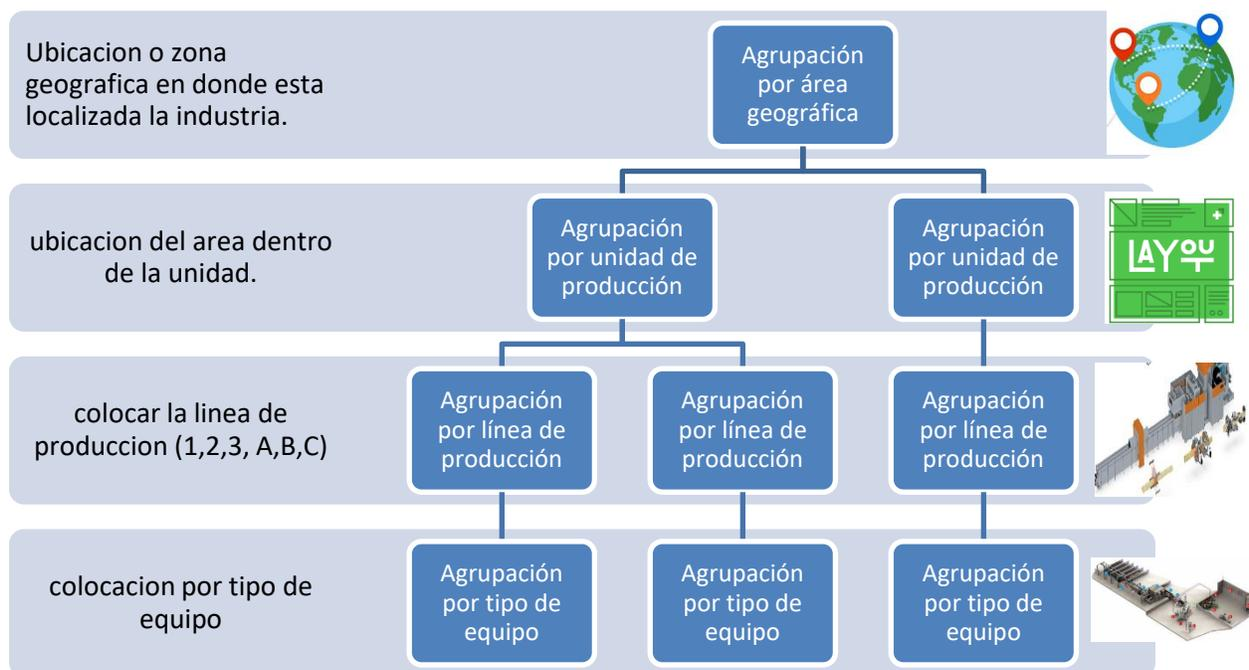 Ubicacion o zona
geografica en donde esta
localizada la industria.
Agrupación
por área
geográfica
ubicacion del area dentro
de la unidad.
Agrupación
por unidad de
producción
Agrupación
por unidad de
producción
LAYOUT
colocar la linea de
produccion (1,2,3, A,B,C)
Agrupación
por línea de
producción
Agrupación
por línea de
producción
Agrupación
por línea de
producción
colocacion por tipo de
equipo
Agrupación
por tipo de
equipo
Agrupación
por tipo de
equipo
Agrupación
por tipo de
equipo